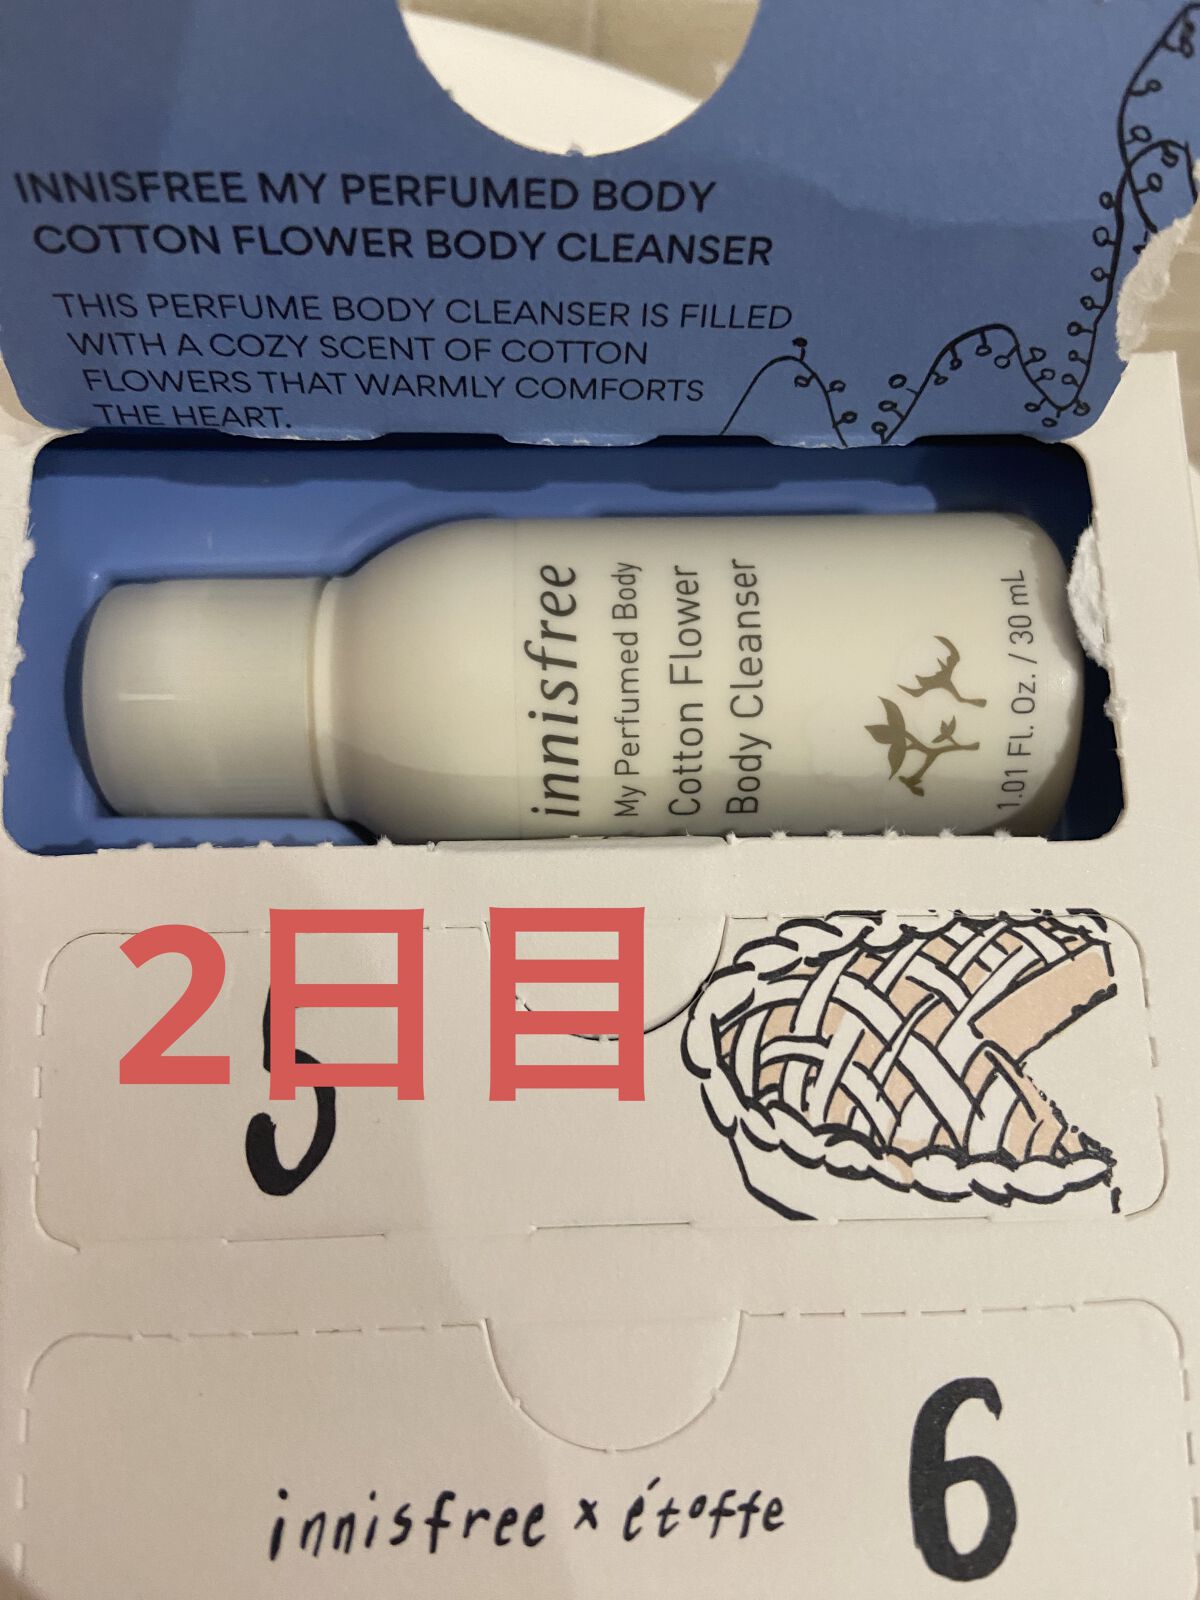 INNISFREE MY PERFUMED BODY
COTTON FLOWER BODY CLEANSER
THIS PERFUME BODY CLEANSER IS FILLED
WITH A COZY SCENT OF COTTON
FLOWERS THAT WARMLY COMFORTS
THE HEART.
innisfree
My Perfumed Body
Cotton Flower
Body Cleanser
1.01 FL. Oz. / 30 mL
2日目
5
6
innisfree x étoffe